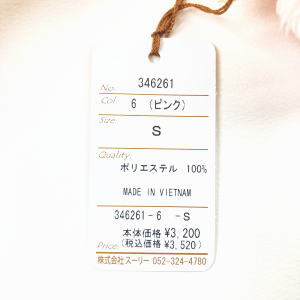 No. 346261
Col. 6 (ピンク)
Size. S
Quality.
ポリエステル 100%
MADE IN VIETNAM
346261-6 -S
本体価格 ¥3,200
Price. (税込価格 ¥3,520)
株式会社 スーリー 052-324-4780